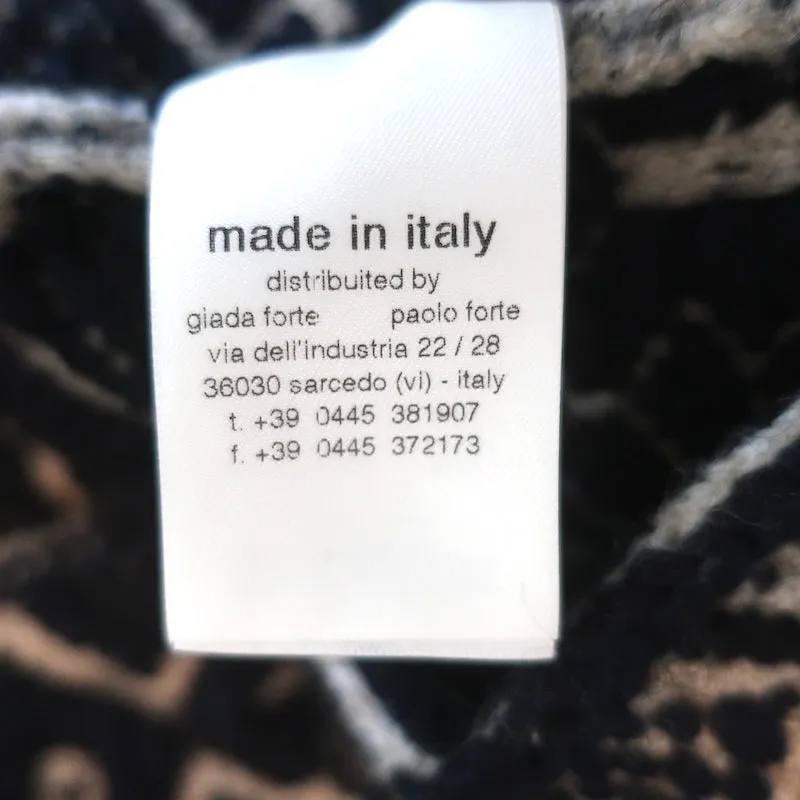 made in italy
distribuited by
giada forte paolo forte
via dell'industria 22 / 28
36030 sarcedo (vi) - italy
t. +39 0445 381907
f. +39 0445 372173